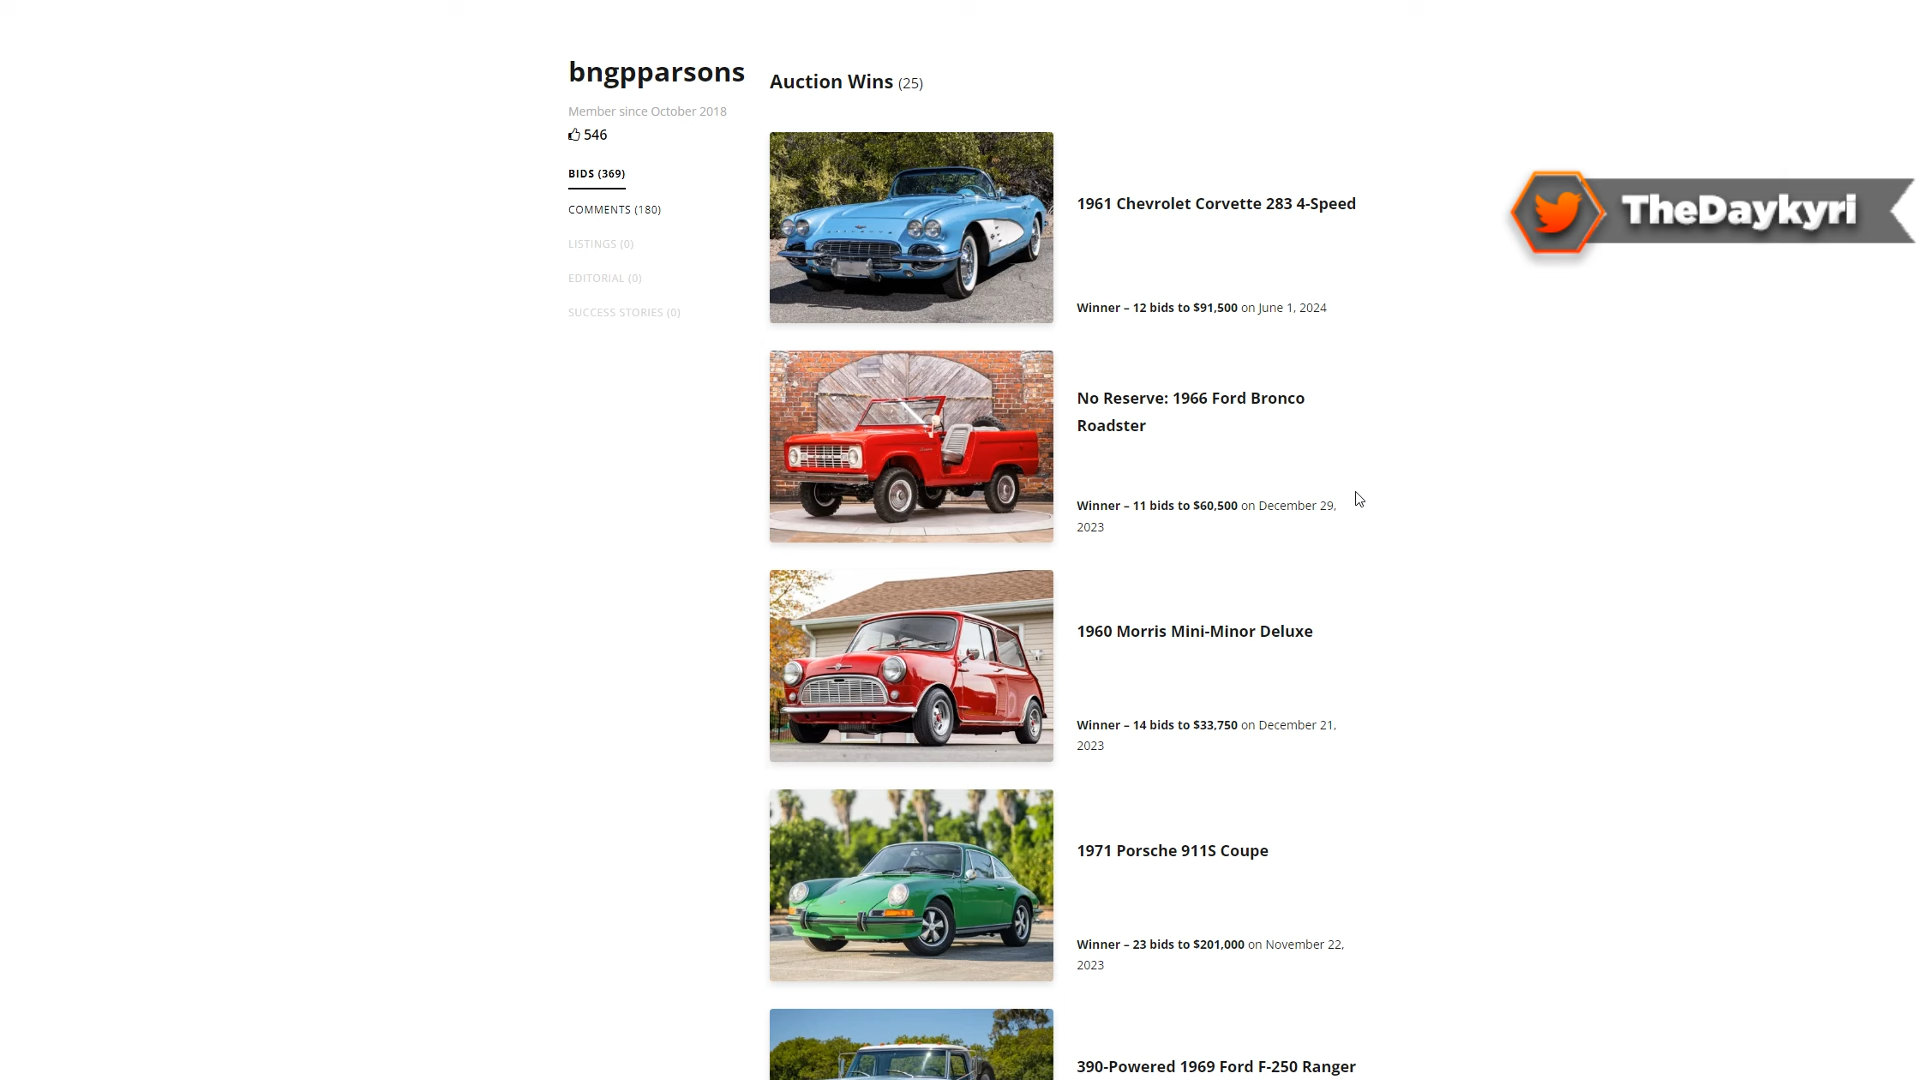 bngpparsons
Member since October 2018
546
BIDS (369)
COMMENTS (180)
LISTINGS (0)
EDITORIAL (0)
SUCCESS STORIES (0)
Auction Wins (25)
1961 Chevrolet Corvette 283 4-Speed
Winner – 12 bids to $91,500 on June 1, 2024
No Reserve: 1966 Ford Bronco
Roadster
Winner – 11 bids to $60,500 on December 29,
2023
1960 Morris Mini-Minor Deluxe
Winner – 14 bids to $33,750 on December 21,
2023
1971 Porsche 911S Coupe
Winner – 23 bids to $201,000 on November 22,
2023
390-Powered 1969 Ford F-250 Ranger
TheDaykyri